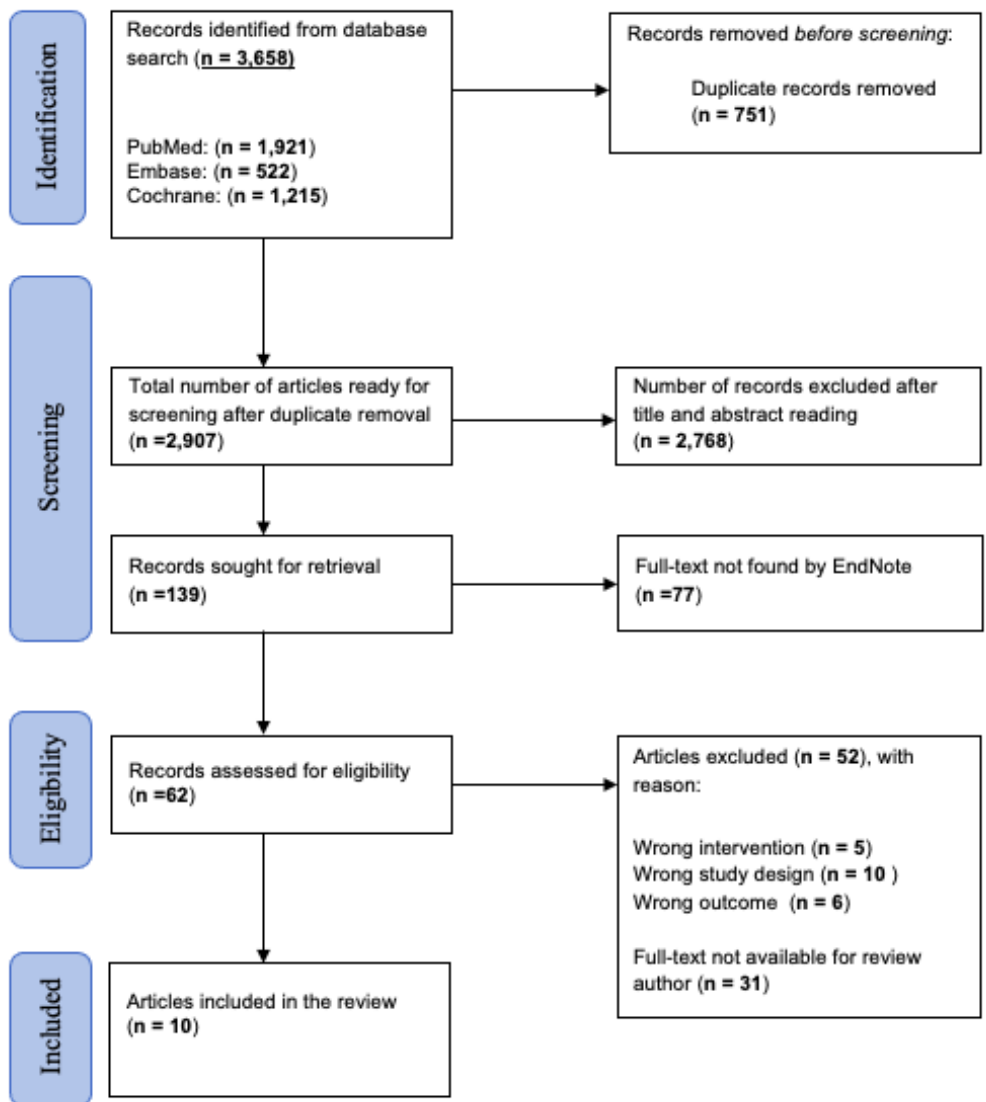 Identification
Records identified from database
search (n = 3,658)
PubMed: (n = 1,921)
Embase: (n = 522)
Cochrane: (n = 1,215)
Records removed before screening:
Duplicate records removed
(n = 751)
Screening
Total number of articles ready for
screening after duplicate removal
(n =2,907)
Number of records excluded after
title and abstract reading
(n = 2,768)
Records sought for retrieval
(n =139)
Full-text not found by EndNote
(n =77)
Eligibility
Records assessed for eligibility
(n =62)
Articles excluded (n = 52), with
reason:
Wrong intervention (n = 5)
Wrong study design (n = 10 )
Wrong outcome  (n = 6)
Full-text not available for review
author (n = 31)
Included
Articles included in the review
(n = 10)